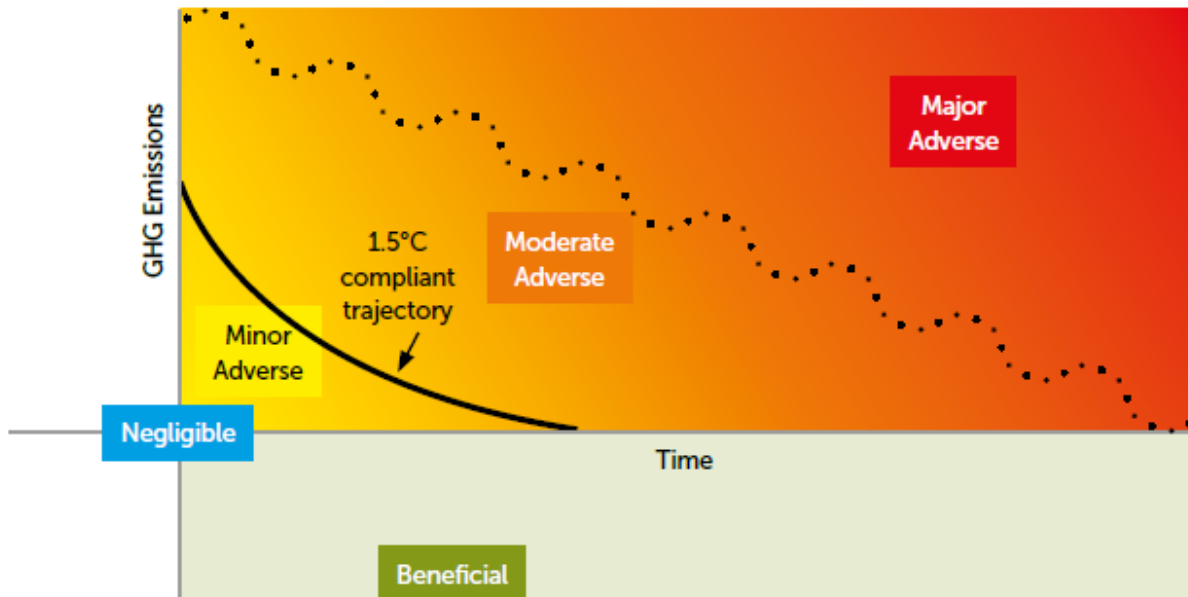 GHG Emissions
Major
Adverse
1.5°C
compliant
trajectory
Moderate
Adverse
Minor
Adverse
Negligible
Time
Beneficial